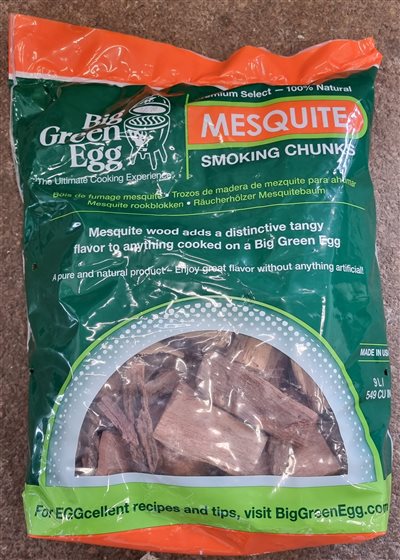 Premium Select – 100% Natural
Big
Green
Egg
The Ultimate Cooking Experience
MESQUITE
SMOKING CHUNKS
Bois de fumage mesquite • Trozos de madera de mezquite para ahumar
Mesquite rookblokken • Räucherhölzer Mesquitebaum
Mesquite wood adds a distinctive tangy
flavor to anything cooked on a Big Green Egg
A pure and natural product – Enjoy great flavor without anything artificial!
MADE IN USA
9 L
549 CU IN
For EGGcellent recipes and tips, visit BigGreenEgg.com